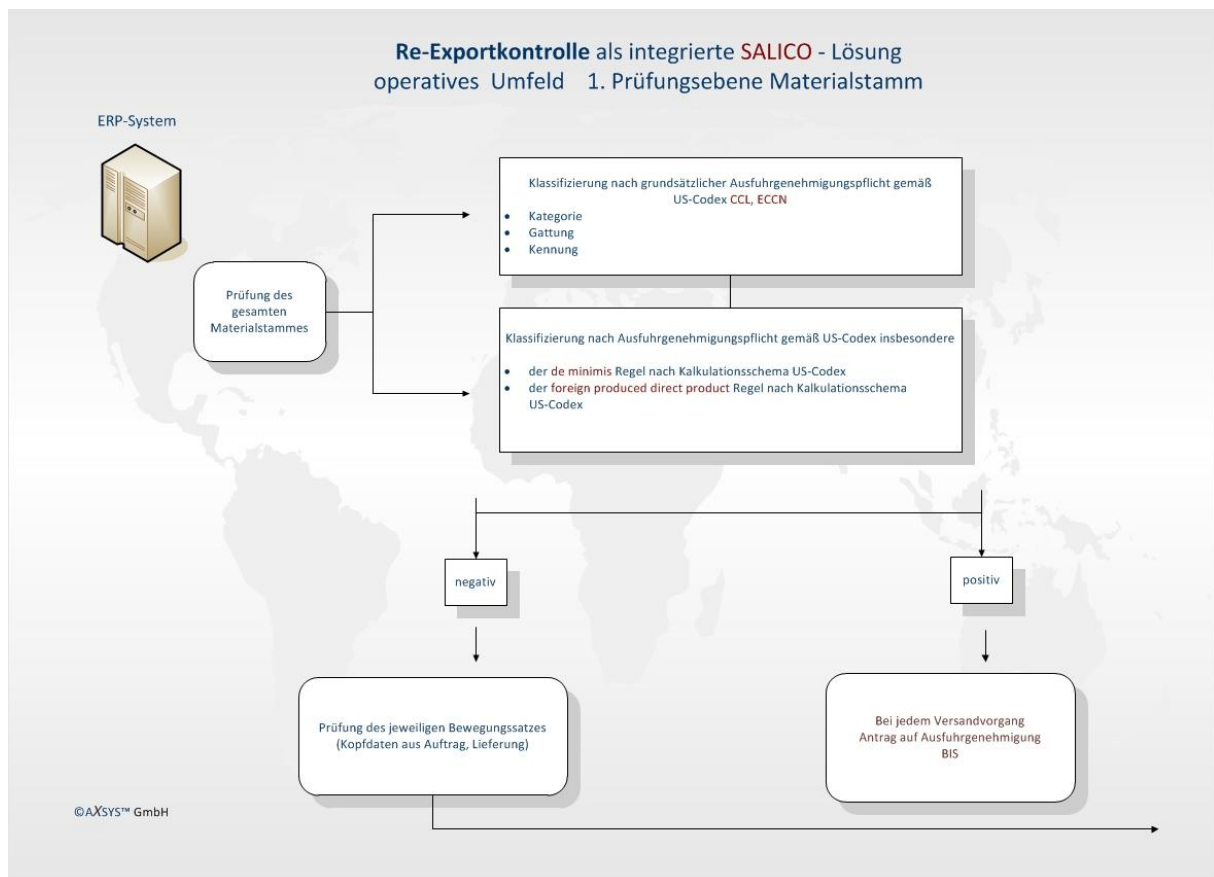 Re-Exportkontrolle als integrierte SALICO - Lösung
operatives Umfeld 1. Prüfungsebene Materialstamm
ERP-System
Klassifizierung nach grundsätzlicher Ausfuhrgenehmigungspflicht gemäß
US-Codex CCL, ECCN
• Kategorie
• Gattung
• Kennung
Prüfung des
gesamten
Materialstammes
Klassifizierung nach Ausfuhrgenehmigungspflicht gemäß US-Codex insbesondere
• der de minimis Regel nach Kalkulationsschema US-Codex
• der foreign produced direct product Regel nach Kalkulationsschema
US-Codex
negativ
positiv
Prüfung des jeweiligen Bewegungssatzes
(Kopfdaten aus Auftrag, Lieferung)
Bei jedem Versandvorgang
Antrag auf Ausfuhrgenehmigung
BIS
©AXSYS™ GmbH